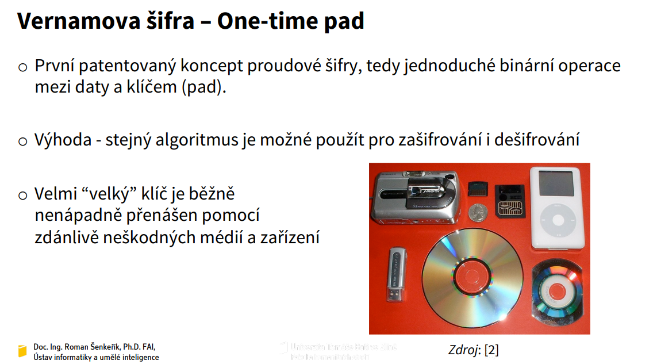 Vernamova šifra – One-time pad
○ První patentovaný koncept proudové šifry, tedy jednoduché binární operace
mezi daty a klíčem (pad).
○ Výhoda - stejný algoritmus je možné použít pro zašifrování i dešifrování
○ Velmi “velký” klíč je běžně
nenápadně přenášen pomocí
zdánlivě neškodných médií a zařízení
Doc. Ing. Roman Šenkeřík, Ph.D. FAI,
Ústav informatiky a umělé inteligence
Zdroj: [2]